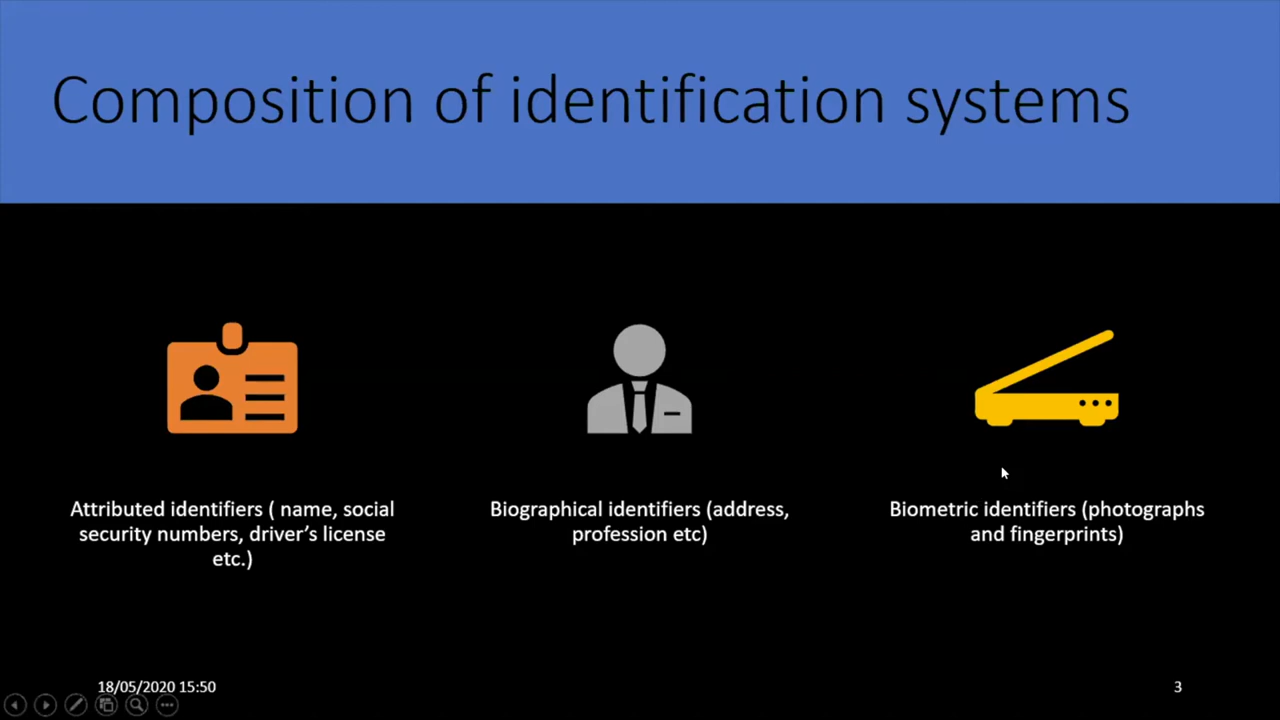 Composition of identification systems
Attributed identifiers ( name, social
security numbers, driver’s license
etc.)
Biographical identifiers (address,
profession etc)
Biometric identifiers (photographs
and fingerprints)
18/05/2020 15:50
3